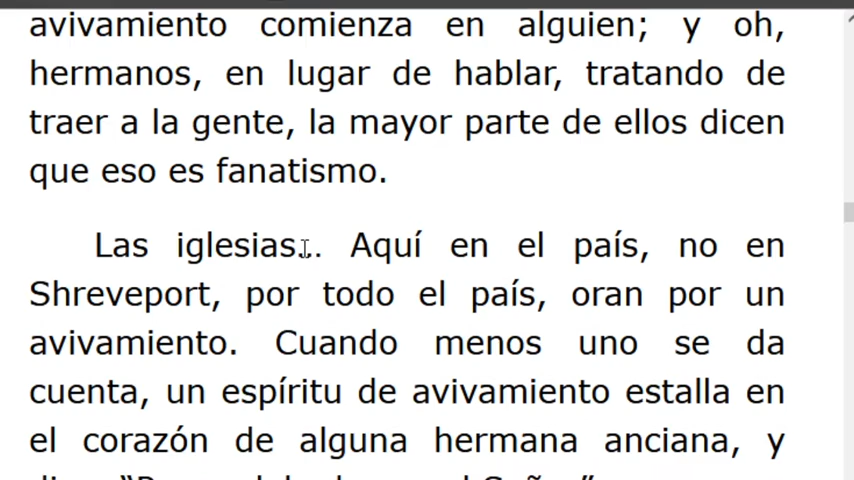 avivamiento comienza en alguien; y oh,
hermanos, en lugar de hablar, tratando de
traer a la gente, la mayor parte de ellos dicen
que eso es fanatismo.
Las iglesias... Aquí en el país, no en
Shreveport, por todo el país, oran por un
avivamiento. Cuando menos uno se da
cuenta, un espíritu de avivamiento estalla en
el corazón de alguna hermana anciana, y